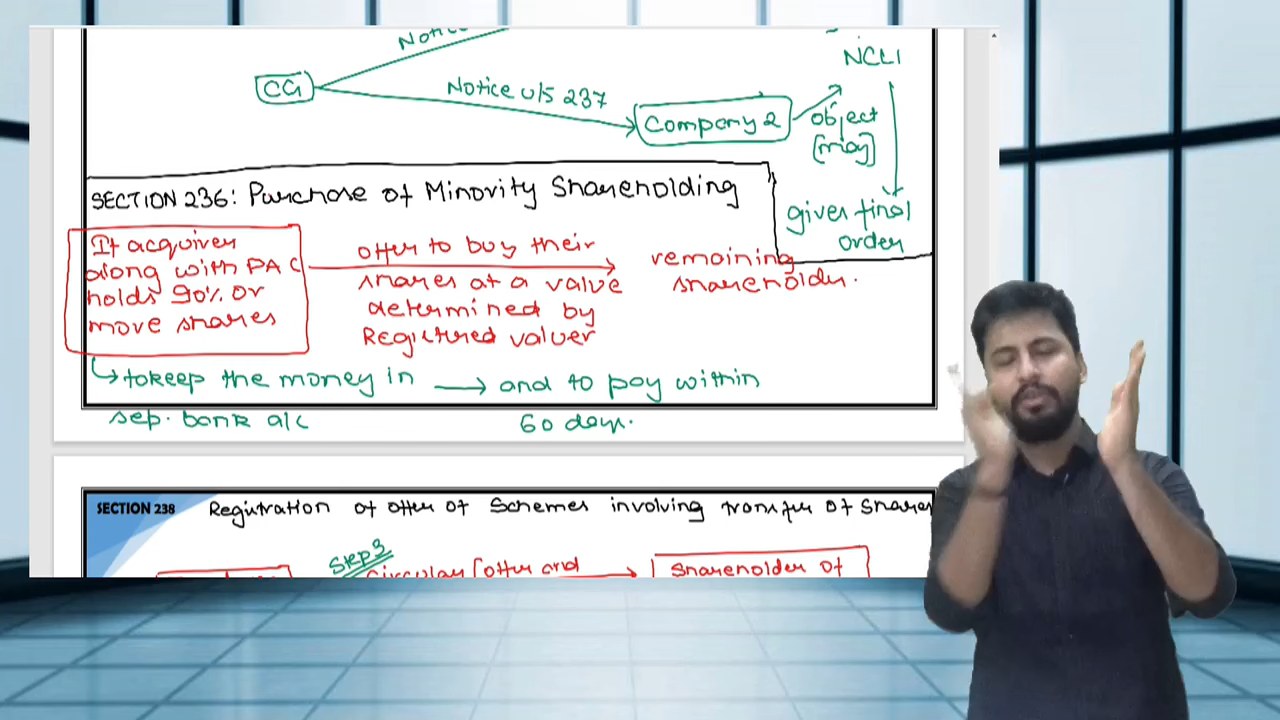 Notice
NCLT
CG
Notice u/s 237
Company 2
object
[may]
given final
order
SECTION 236: Purchase of Minority Shareholding
If acquirer
along with PAC
holds 90% or
more shares
offer to buy their
shares at a value
determined by
Registered valuer
remaining
shareholder.
to keep the money in
sep. bank a/c
and to pay within
60 days.
SECTION 238
Registration of offer of Schemes involving transfer of Shares
Step 3
Circular [offer and
Shareholder of